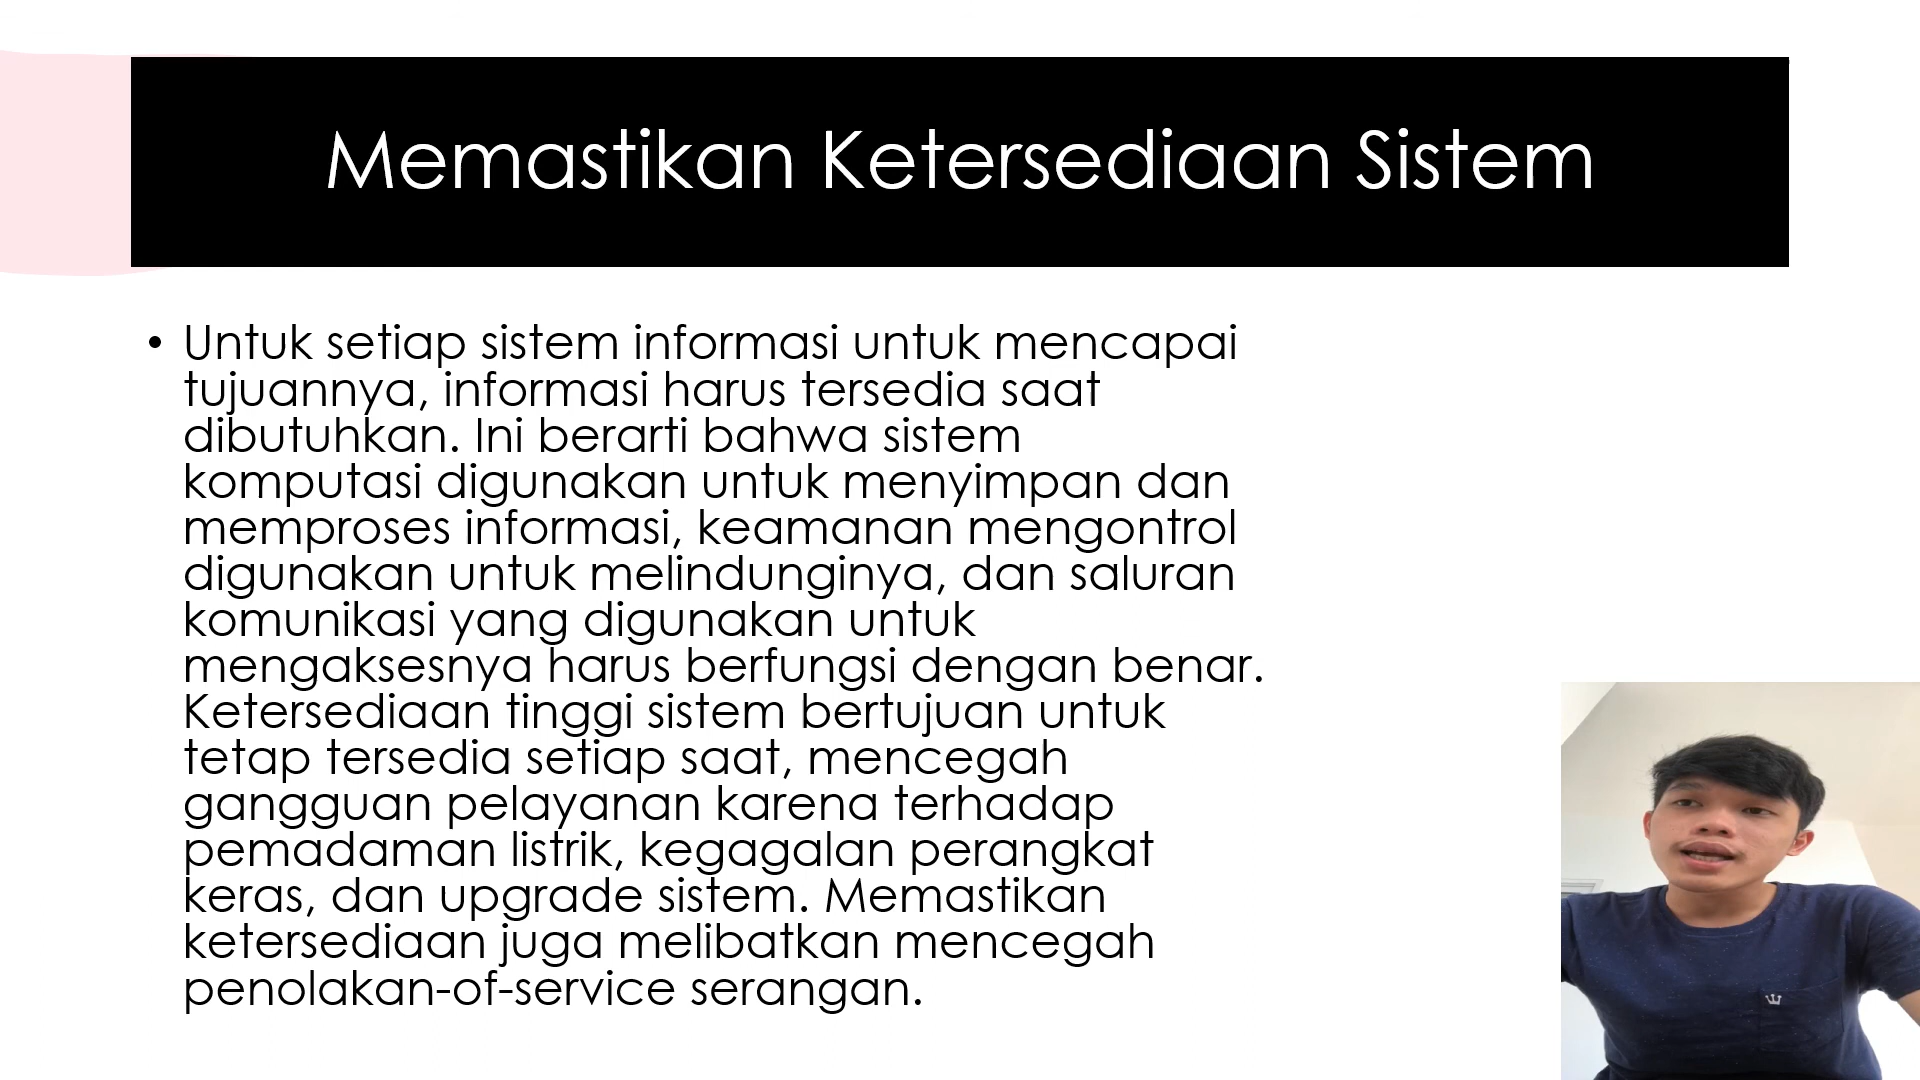 Memastikan Ketersediaan Sistem
• Untuk setiap sistem informasi untuk mencapai
tujuannya, informasi harus tersedia saat
dibutuhkan. Ini berarti bahwa sistem
komputasi digunakan untuk menyimpan dan
memproses informasi, keamanan mengontrol
digunakan untuk melindunginya, dan saluran
komunikasi yang digunakan untuk
mengaksesnya harus berfungsi dengan benar.
Ketersediaan tinggi sistem bertujuan untuk
tetap tersedia setiap saat, mencegah
gangguan pelayanan karena terhadap
pemadaman listrik, kegagalan perangkat
keras, dan upgrade sistem. Memastikan
ketersediaan juga melibatkan mencegah
penolakan-of-service serangan.